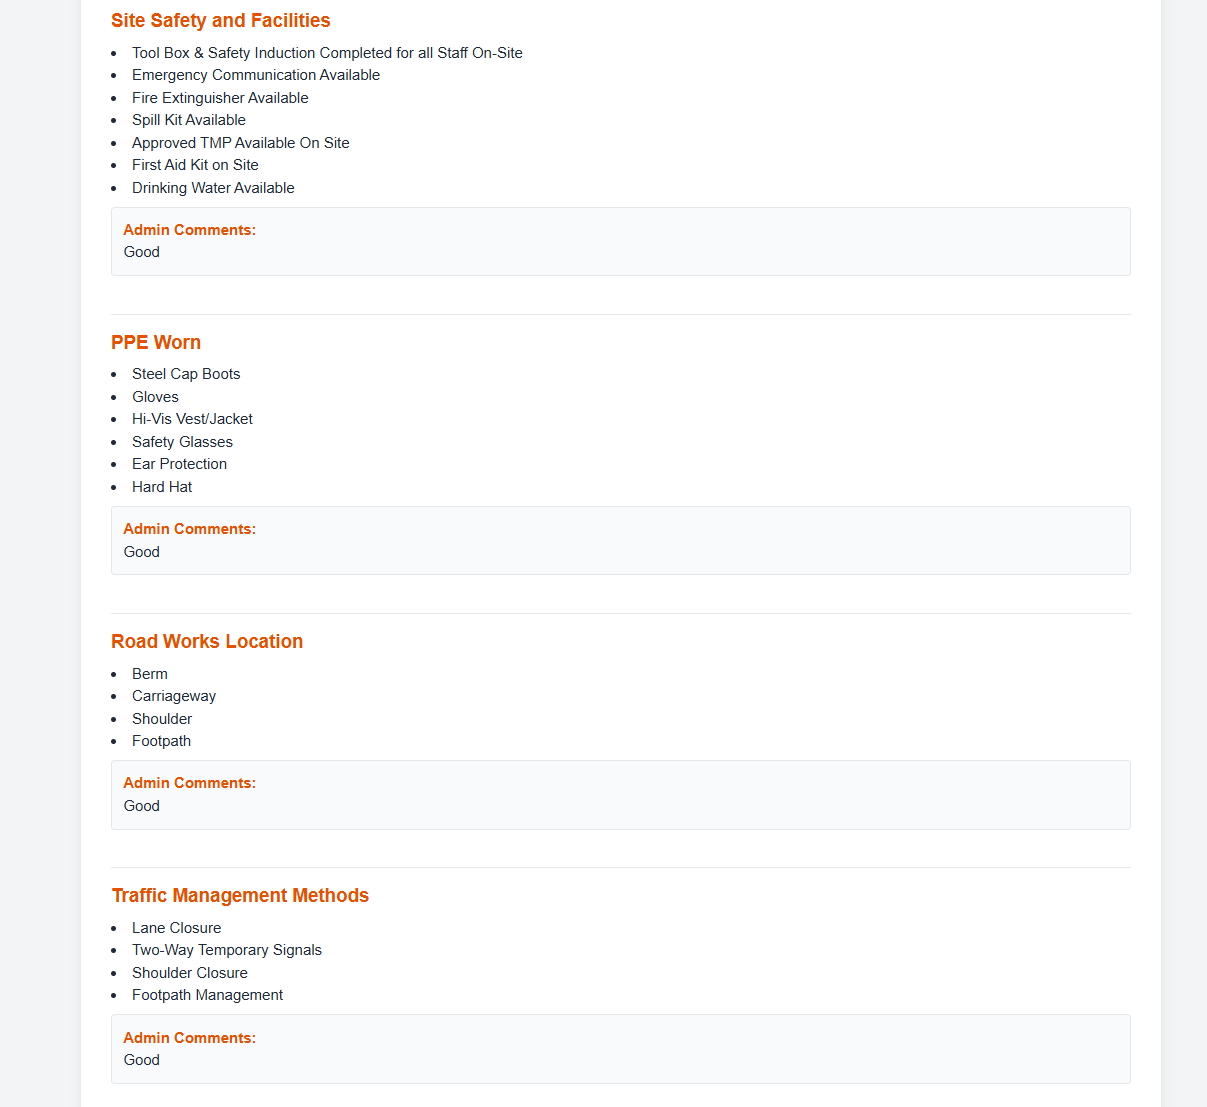 Site Safety and Facilities
• Tool Box & Safety Induction Completed for all Staff On-Site
• Emergency Communication Available
• Fire Extinguisher Available
• Spill Kit Available
• Approved TMP Available On Site
• First Aid Kit on Site
• Drinking Water Available
Admin Comments:
Good
PPE Worn
• Steel Cap Boots
• Gloves
• Hi-Vis Vest/Jacket
• Safety Glasses
• Ear Protection
• Hard Hat
Admin Comments:
Good
Road Works Location
• Berm
• Carriageway
• Shoulder
• Footpath
Admin Comments:
Good
Traffic Management Methods
• Lane Closure
• Two-Way Temporary Signals
• Shoulder Closure
• Footpath Management
Admin Comments:
Good